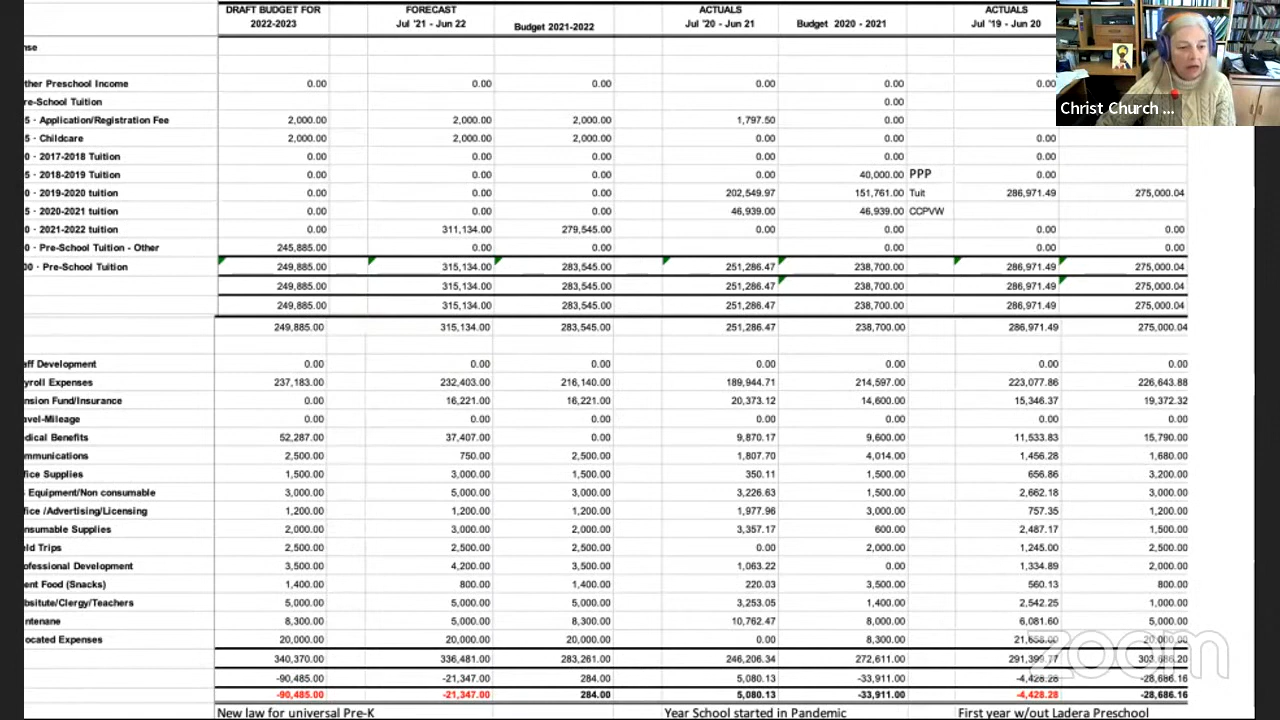 DRAFT BUDGET FOR FORECAST ACTUALS ACTUALS
2022-2023 Jul '21 - Jun 22 Budget 2021-2022 Jul '20 - Jun 21 Budget 2020 - 2021 Jul '19 - Jun 20
nse
ther Preschool Income 0.00 0.00 0.00 0.00 0.00 0.00
re-School Tuition 0.00
5 · Application/Registration Fee 2,000.00 2,000.00 2,000.00 1,797.50 0.00
5 · Childcare 2,000.00 2,000.00 2,000.00 0.00 0.00 0.00
0 · 2017-2018 Tuition 0.00 0.00 0.00 0.00 0.00 0.00
5 · 2018-2019 Tuition 0.00 0.00 0.00 0.00 40,000.00 PPP 0.00
0 · 2019-2020 tuition 0.00 0.00 0.00 202,549.97 151,761.00 Tuit 286,971.49 275,000.04
5 · 2020-2021 tuition 0.00 0.00 0.00 46,939.00 46,939.00 CCPVW
0 · 2021-2022 tuition 0.00 311,134.00 279,545.00 0.00 0.00 0.00 0.00
0 · Pre-School Tuition - Other 245,885.00 0.00 0.00 0.00 0.00
00 · Pre-School Tuition 249,885.00 315,134.00 283,545.00 251,286.47 238,700.00 286,971.49 275,000.04
249,885.00 315,134.00 283,545.00 251,286.47 238,700.00 286,971.49 275,000.04
249,885.00 315,134.00 283,545.00 251,286.47 238,700.00 286,971.49 275,000.04
249,885.00 315,134.00 283,545.00 251,286.47 238,700.00 286,971.49 275,000.04
aff Development 0.00 0.00 0.00 0.00 0.00 0.00 0.00
yroll Expenses 237,183.00 232,403.00 216,140.00 189,944.71 214,597.00 223,077.86 226,643.88
nsion Fund/Insurance 0.00 16,221.00 16,221.00 20,373.12 14,600.00 15,346.37 19,372.32
avel-Mileage 0.00 0.00 0.00 0.00 0.00 0.00 0.00
dical Benefits 52,287.00 37,407.00 0.00 9,870.17 9,600.00 11,533.83 15,790.00
mmunications 2,500.00 750.00 2,500.00 1,807.70 4,014.00 1,456.28 1,680.00
fice Supplies 1,500.00 3,000.00 1,500.00 350.11 1,500.00 656.86 3,200.00
Equipment/Non consumable 3,000.00 5,000.00 3,000.00 3,226.63 1,500.00 2,662.18 3,000.00
fice /Advertising/Licensing 1,200.00 1,200.00 1,200.00 1,977.96 3,000.00 757.35 1,200.00
nsumable Supplies 2,000.00 3,000.00 2,000.00 3,357.17 600.00 2,487.17 1,500.00
eld Trips 2,500.00 2,500.00 2,500.00 0.00 2,000.00 1,245.00 2,500.00
ofessional Development 3,500.00 4,200.00 3,500.00 1,063.22 0.00 1,334.89 2,000.00
ent Food (Snacks) 1,400.00 800.00 1,400.00 220.03 3,500.00 560.13 800.00
bsitute/Clergy/Teachers 5,000.00 5,000.00 5,000.00 3,253.05 1,400.00 2,542.25 1,000.00
intenane 8,300.00 5,000.00 8,300.00 10,762.47 8,000.00 6,081.60 5,000.00
ocated Expenses 20,000.00 20,000.00 20,000.00 0.00 8,300.00 21,658.00 20,000.00
340,370.00 336,481.00 283,261.00 246,206.34 272,611.00 291,399.77 303,686.20
-90,485.00 -21,347.00 284.00 5,080.13 -33,911.00 -4,428.28 -28,686.16
-90,485.00 -21,347.00 284.00 5,080.13 -33,911.00 -4,428.28 -28,686.16
New law for universal Pre-K Year School started in Pandemic First year w/out Ladera Preschool
Christ Church ...
zoom